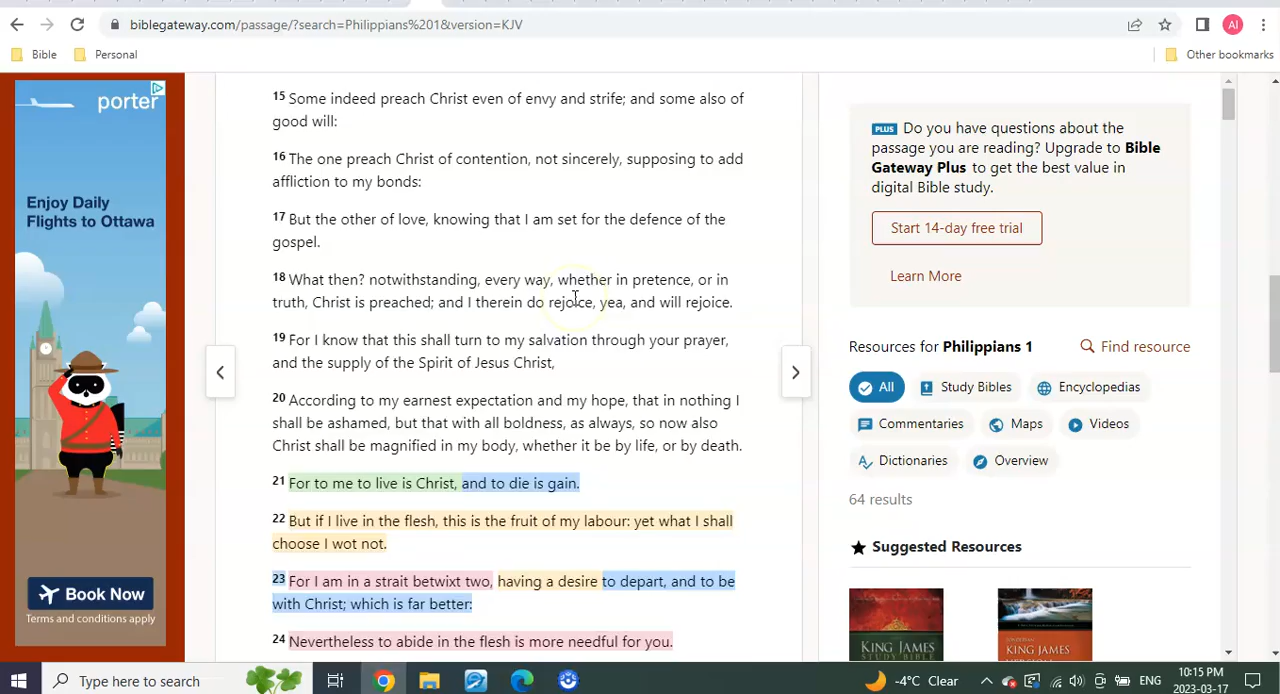 biblegateway.com/passage/?search=Philippians%201&version=KJV
AI
Bible
Personal
Other bookmarks
porter
Enjoy Daily
Flights to Ottawa
Book Now
Terms and conditions apply
15 Some indeed preach Christ even of envy and strife; and some also of
good will:
16 The one preach Christ of contention, not sincerely, supposing to add
affliction to my bonds:
17 But the other of love, knowing that I am set for the defence of the
gospel.
18 What then? notwithstanding, every way, whether in pretence, or in
truth, Christ is preached; and I therein do rejoice, yea, and will rejoice.
19 For I know that this shall turn to my salvation through your prayer,
and the supply of the Spirit of Jesus Christ,
20 According to my earnest expectation and my hope, that in nothing I
shall be ashamed, but that with all boldness, as always, so now also
Christ shall be magnified in my body, whether it be by life, or by death.
21 For to me to live is Christ, and to die is gain.
22 But if I live in the flesh, this is the fruit of my labour: yet what I shall
choose I wot not.
23 For I am in a strait betwixt two, having a desire to depart, and to be
with Christ; which is far better:
24 Nevertheless to abide in the flesh is more needful for you.
PLUS Do you have questions about the
passage you are reading? Upgrade to Bible
Gateway Plus to get the best value in
digital Bible study.
Start 14-day free trial
Learn More
Resources for Philippians 1
Find resource
All
Study Bibles
Encyclopedias
Commentaries
Maps
Videos
Dictionaries
Overview
64 results
Suggested Resources
KING JAMES
STUDY BIBLE
KING JAMES
Type here to search
-4°C Clear
ENG
10:15 PM
2023-03-17